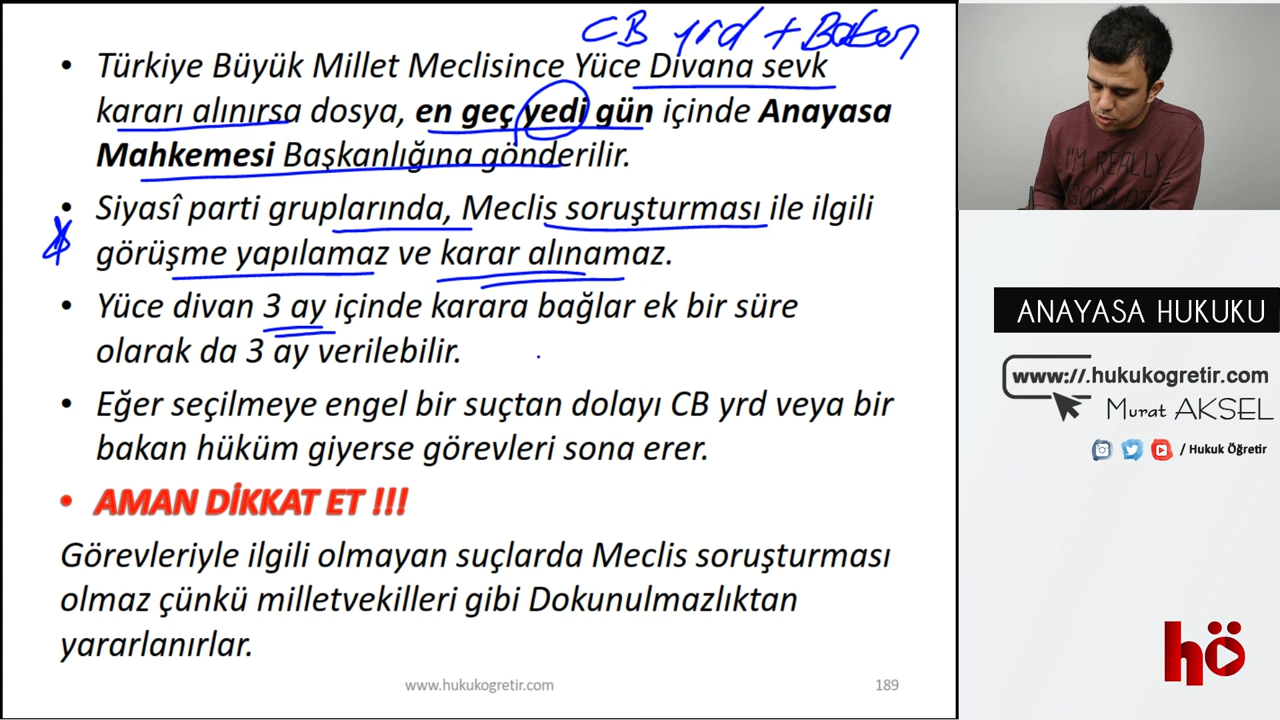 CB yrd + Bakan
• Türkiye Büyük Millet Meclisince Yüce Divana sevk
kararı alınırsa dosya, en geç yedi gün içinde Anayasa
Mahkemesi Başkanlığına gönderilir.
• Siyasî parti gruplarında, Meclis soruşturması ile ilgili
görüşme yapılamaz ve karar alınamaz.
• Yüce divan 3 ay içinde karara bağlar ek bir süre
olarak da 3 ay verilebilir.
• Eğer seçilmeye engel bir suçtan dolayı CB yrd veya bir
bakan hüküm giyerse görevleri sona erer.
• AMAN DİKKAT ET !!!
Görevleriyle ilgili olmayan suçlarda Meclis soruşturması
olmaz çünkü milletvekilleri gibi Dokunulmazlıktan
yararlanırlar.
www.hukukogretir.com
189
I'M REALLY
ANAYASA HUKUKU
www://.hukukogretir.com
Murat AKSEL
/ Hukuk Öğretir
hö